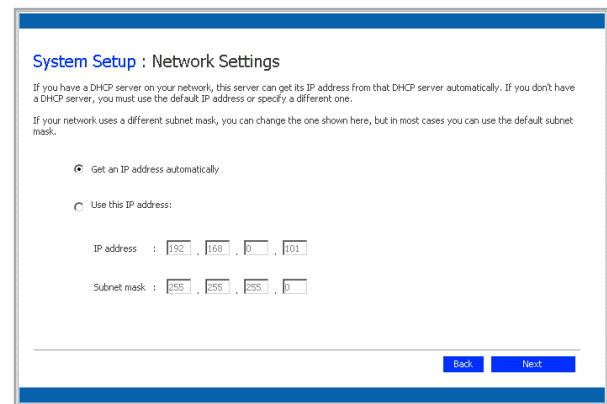 System Setup : Network Settings
If you have a DHCP server on your network, this server can get its IP address from that DHCP server automatically. If you don't have
a DHCP server, you must use the default IP address or specify a different one.
If your network uses a different subnet mask, you can change the one shown here, but in most cases you can use the default subnet
mask.
Get an IP address automatically
Use this IP address:
IP address : 192 . 168 . 0 . 101
Subnet mask : 255 . 255 . 255 . 0
Back Next